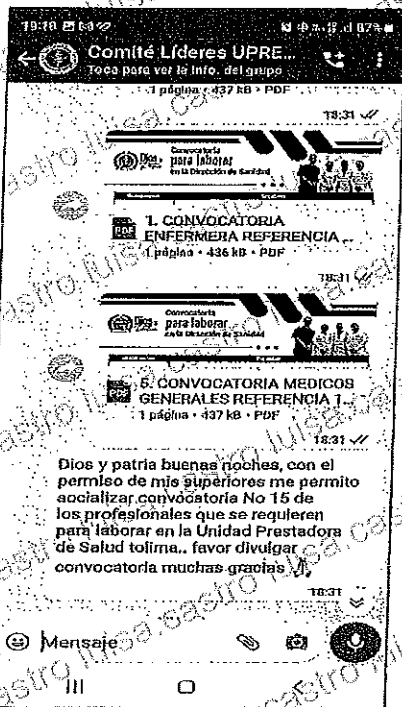 19:18
87%
Comité Líderes UPRE...
Toca para ver la info. del grupo
1 página • 437 kB • PDF
18:31
Convocatoria
para laborar
en la Dirección de Sanidad
PDF
1. CONVOCATORIA
ENFERMERA REFERENCIA ...
1 página • 436 kB • PDF
18:31
Convocatoria
para laborar
en la Dirección de Sanidad
PDF
5. CONVOCATORIA MEDICOS
GENERALES REFERENCIA 1...
1 página • 437 kB • PDF
18:31
Dios y patria buenas noches, con el
permiso de mis superiores me permito
socializar convocatoria No 15 de
los profesionales que se requieren
para laborar en la Unidad Prestadora
de Salud tolima.. favor divulgar
convocatoria muchas gracias
18:31
Mensaje
luisa.castro